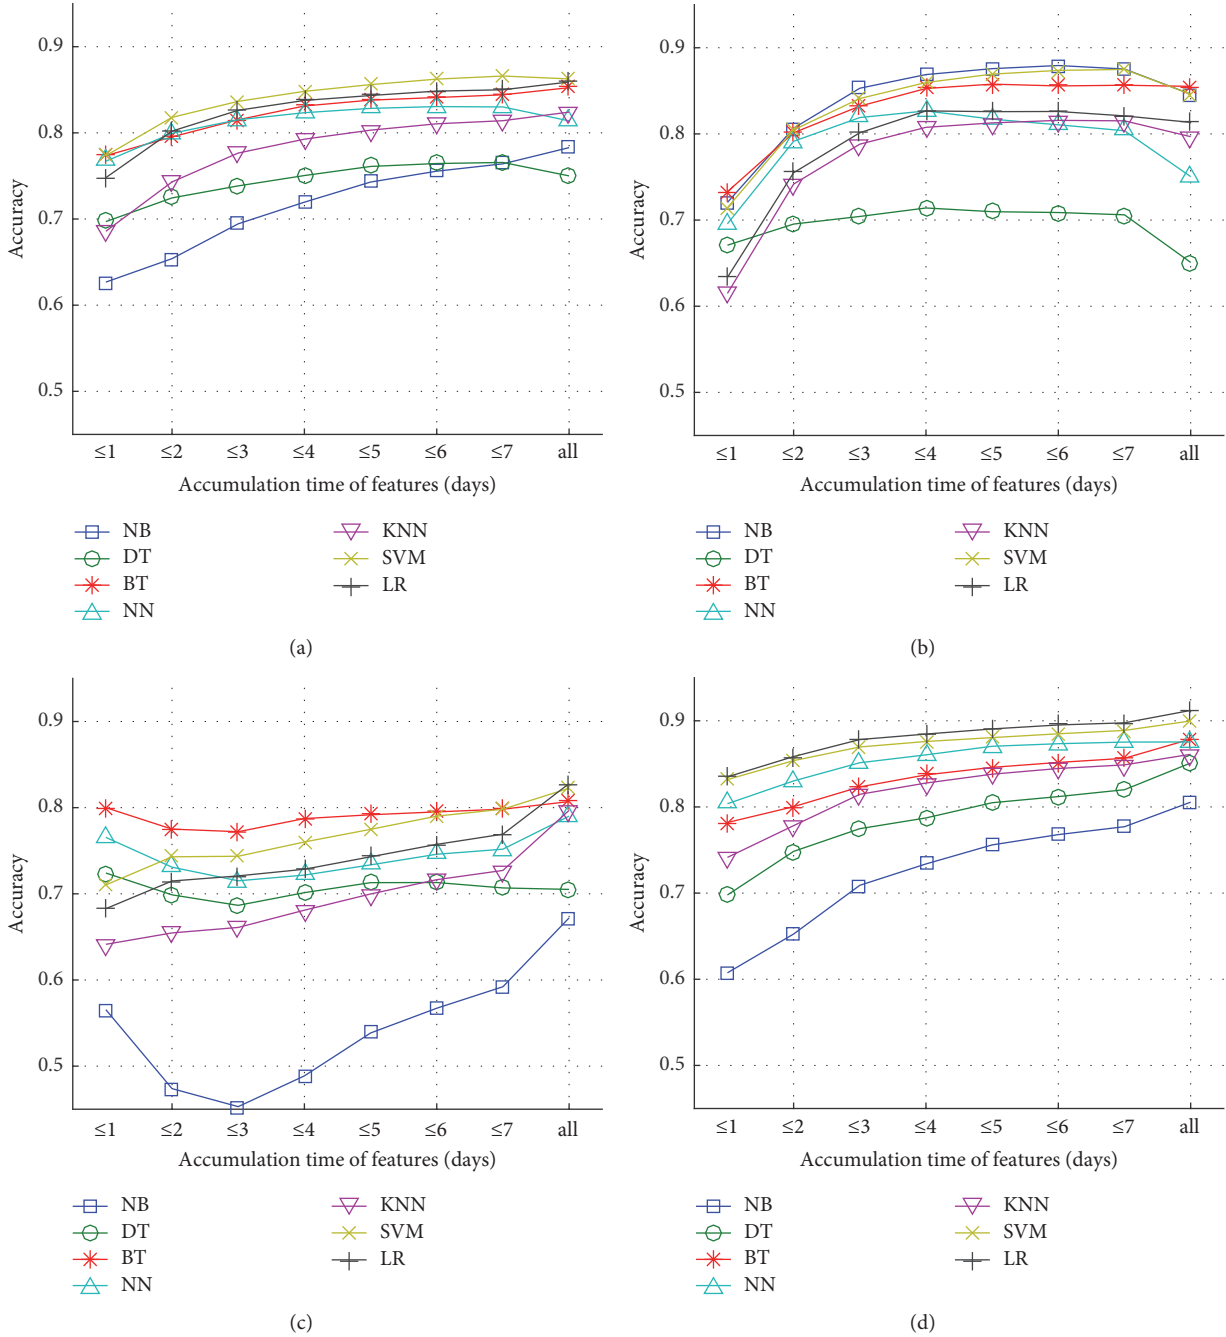 0.9
0.8
0.7
0.6
0.5
Accuracy
≤1 ≤2 ≤3 ≤4 ≤5 ≤6 ≤7 all
Accumulation time of features (days)
NB
DT
BT
NN
KNN
SVM
LR
(a)
0.9
0.8
0.7
0.6
0.5
Accuracy
≤1 ≤2 ≤3 ≤4 ≤5 ≤6 ≤7 all
Accumulation time of features (days)
NB
DT
BT
NN
KNN
SVM
LR
(b)
0.9
0.8
0.7
0.6
0.5
Accuracy
≤1 ≤2 ≤3 ≤4 ≤5 ≤6 ≤7 all
Accumulation time of features (days)
NB
DT
BT
NN
KNN
SVM
LR
(c)
0.9
0.8
0.7
0.6
0.5
Accuracy
≤1 ≤2 ≤3 ≤4 ≤5 ≤6 ≤7 all
Accumulation time of features (days)
NB
DT
BT
NN
KNN
SVM
LR
(d)